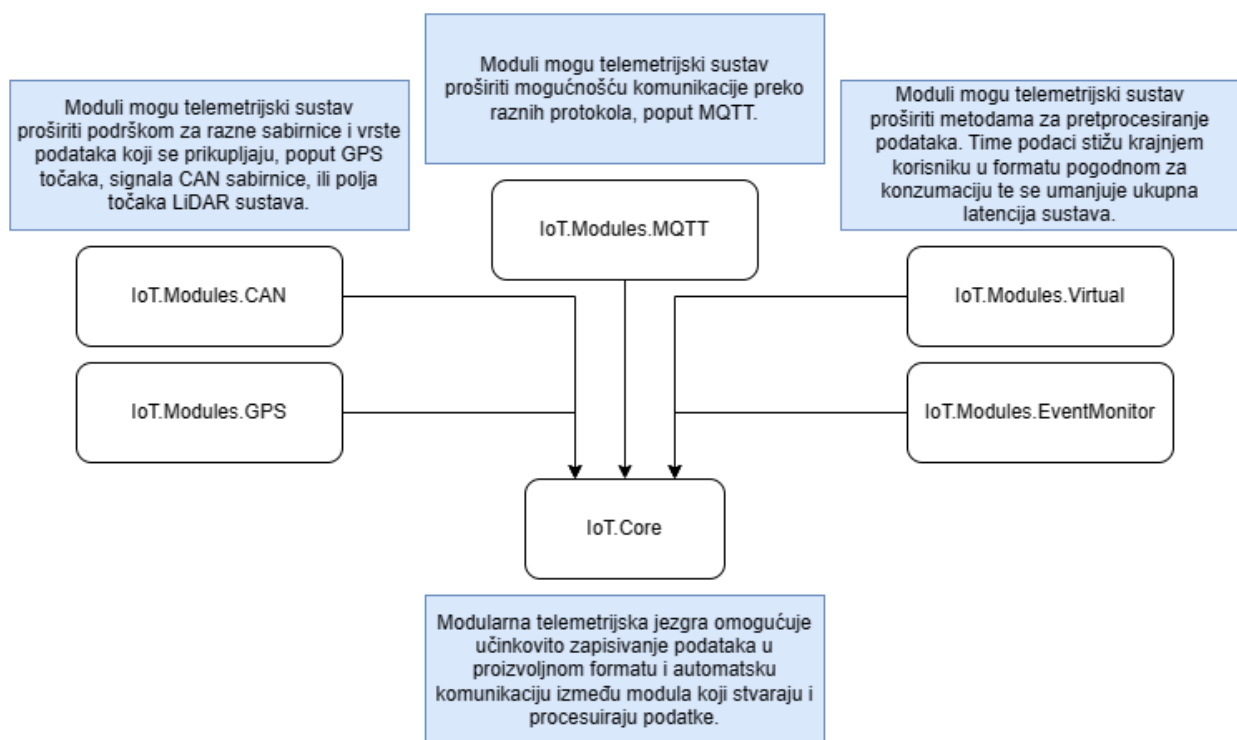 Moduli mogu telemetrijski sustav
proširiti mogućnošću komunikacije preko
raznih protokola, poput MQTT.
Moduli mogu telemetrijski sustav
proširiti podrškom za razne sabirnice i vrste
podataka koji se prikupljaju, poput GPS
točaka, signala CAN sabirnice, ili polja
točaka LiDAR sustava.
Moduli mogu telemetrijski sustav
proširiti metodama za pretprocesiranje
podataka. Time podaci stižu krajnjem
korisniku u formatu pogodnom za
konzumaciju te se umanjuje ukupna
latencija sustava.
IoT.Modules.MQTT
IoT.Modules.CAN
IoT.Modules.Virtual
IoT.Modules.GPS
IoT.Modules.EventMonitor
IoT.Core
Modularna telemetrijska jezgra omogućuje
učinkovito zapisivanje podataka u
proizvoljnom formatu i automatsku
komunikaciju između modula koji stvaraju i
procesuiraju podatke.